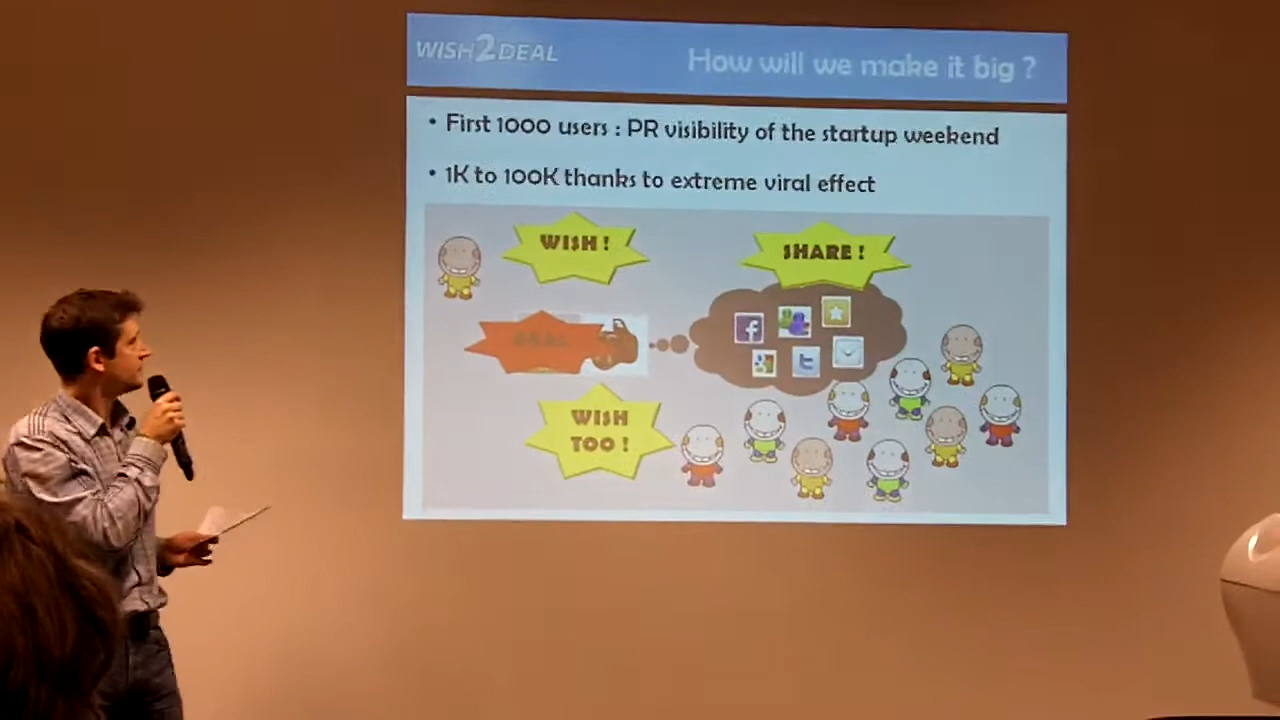 WISH2DEAL
How will we make it big ?
• First 1000 users : PR visibility of the startup weekend
• 1K to 100K thanks to extreme viral effect
WISH !
SHARE !
DEAL
WISH
TOO !